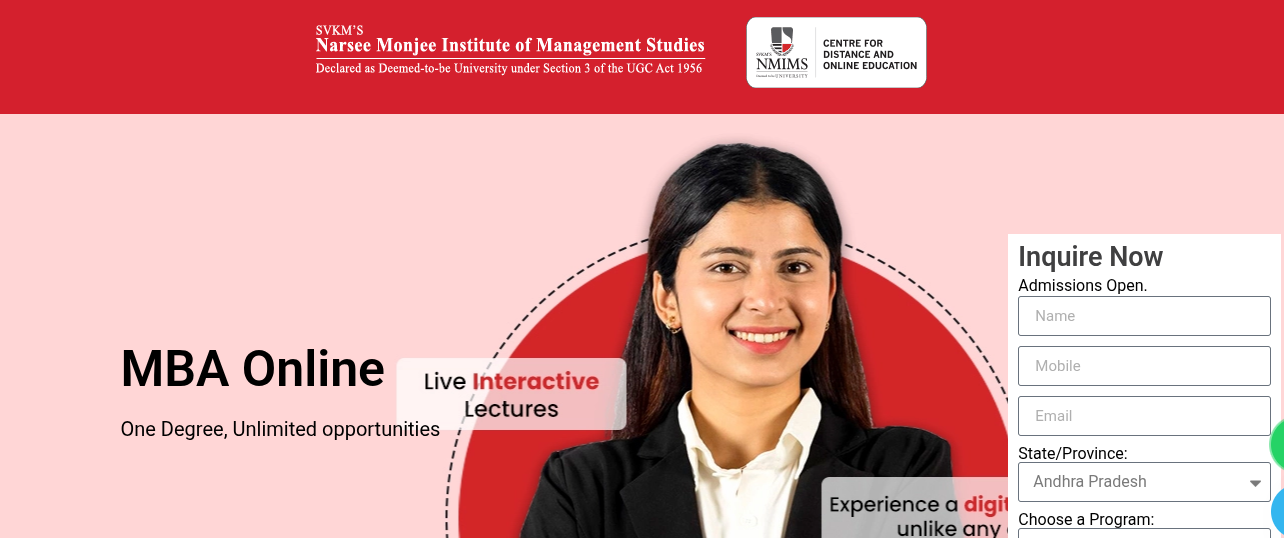 SVKM'S
Narsee Monjee Institute of Management Studies
Declared as Deemed-to-be University under Section 3 of the UGC Act 1956
SVKM'S
NMIMS
CENTRE FOR
DISTANCE AND
ONLINE EDUCATION
MBA Online
One Degree, Unlimited opportunities
Live Interactive
Lectures
Experience a digit
unlike any
Inquire Now
Admissions Open.
Name
Mobile
Email
State/Province:
Andhra Pradesh
Choose a Program: